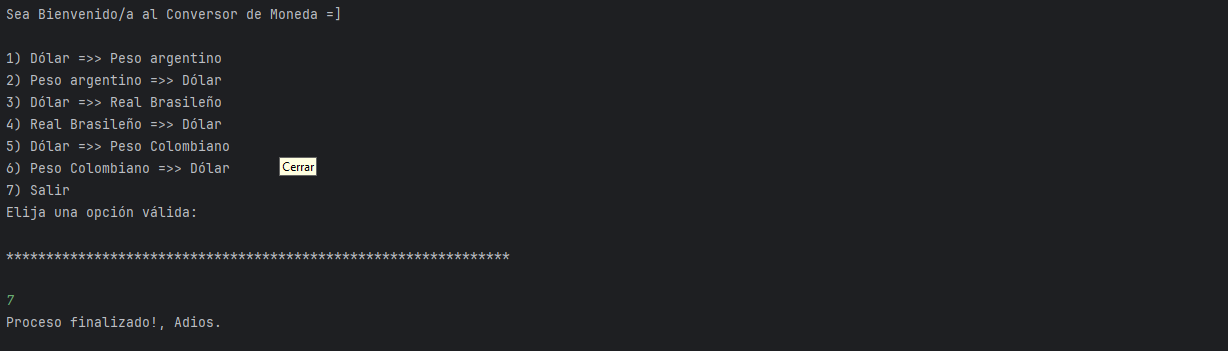 Sea Bienvenido/a al Conversor de Moneda =]
1) Dólar =>> Peso argentino
2) Peso argentino =>> Dólar
3) Dólar =>> Real Brasileño
4) Real Brasileño =>> Dólar
5) Dólar =>> Peso Colombiano
6) Peso Colombiano =>> Dólar
Cerrar
7) Salir
Elija una opción válida:
***************************************************************
7
Proceso finalizado!, Adios.